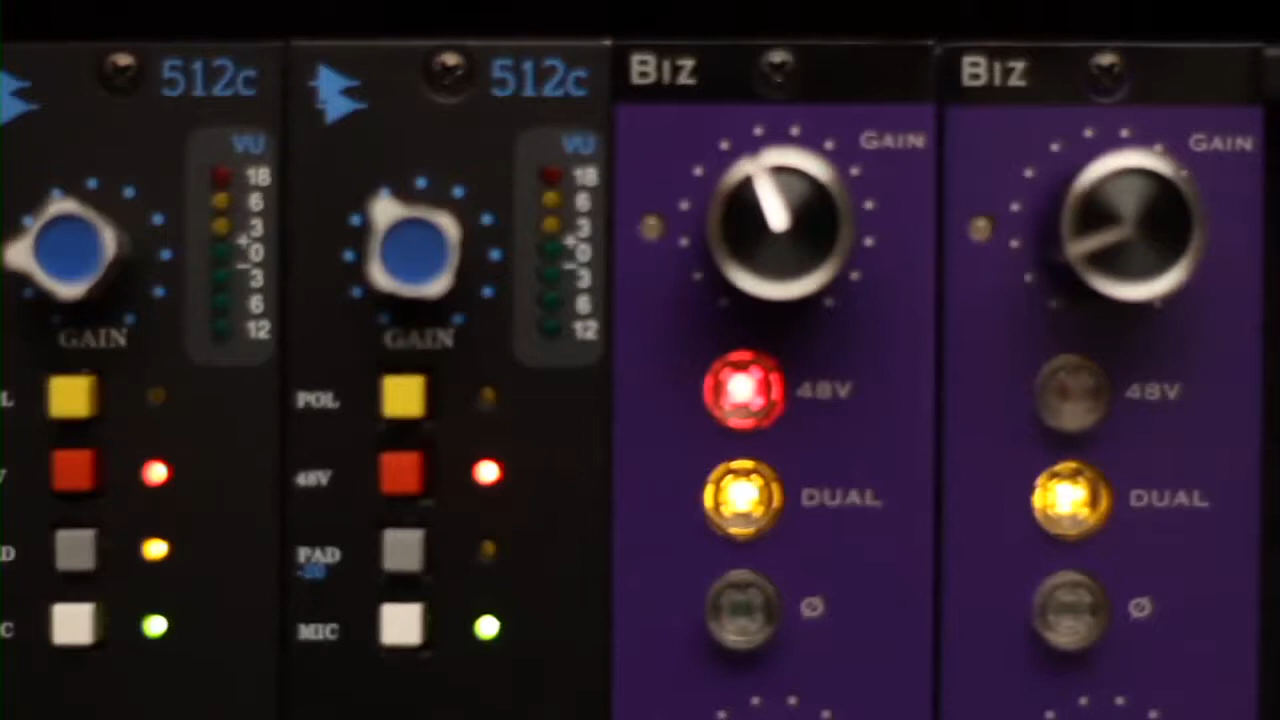 512c
VU
18
6
3
+
0
-
3
6
12
GAIN
L
V
D
C
512c
VU
18
6
3
+
0
-
3
6
12
GAIN
POL
48V
PAD
-20
MIC
BIZ
GAIN
48V
DUAL
Ø
BIZ
GAIN
48V
DUAL
Ø